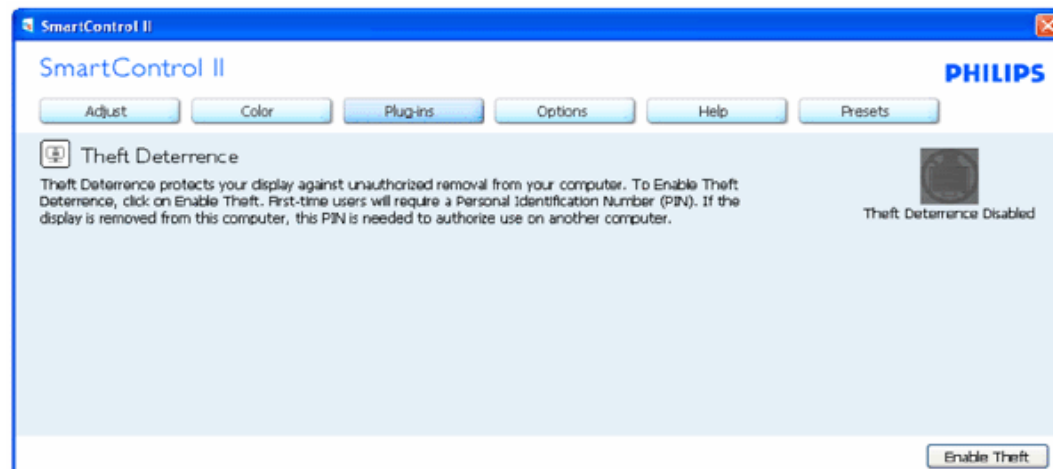 SmartControl II
SmartControl II
PHILIPS
Adjust Color Plug-ins Options Help Presets
Theft Deterrence
Theft Deterrence protects your display against unauthorized removal from your computer. To Enable Theft
Deterrence, click on Enable Theft. First-time users will require a Personal Identification Number (PIN). If the
display is removed from this computer, this PIN is needed to authorize use on another computer.
Theft Deterrence Disabled
Enable Theft